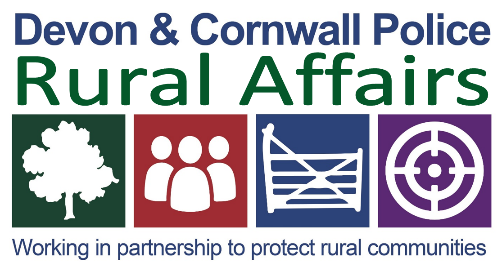 Devon & Cornwall Police
Rural Affairs
Working in partnership to protect rural communities